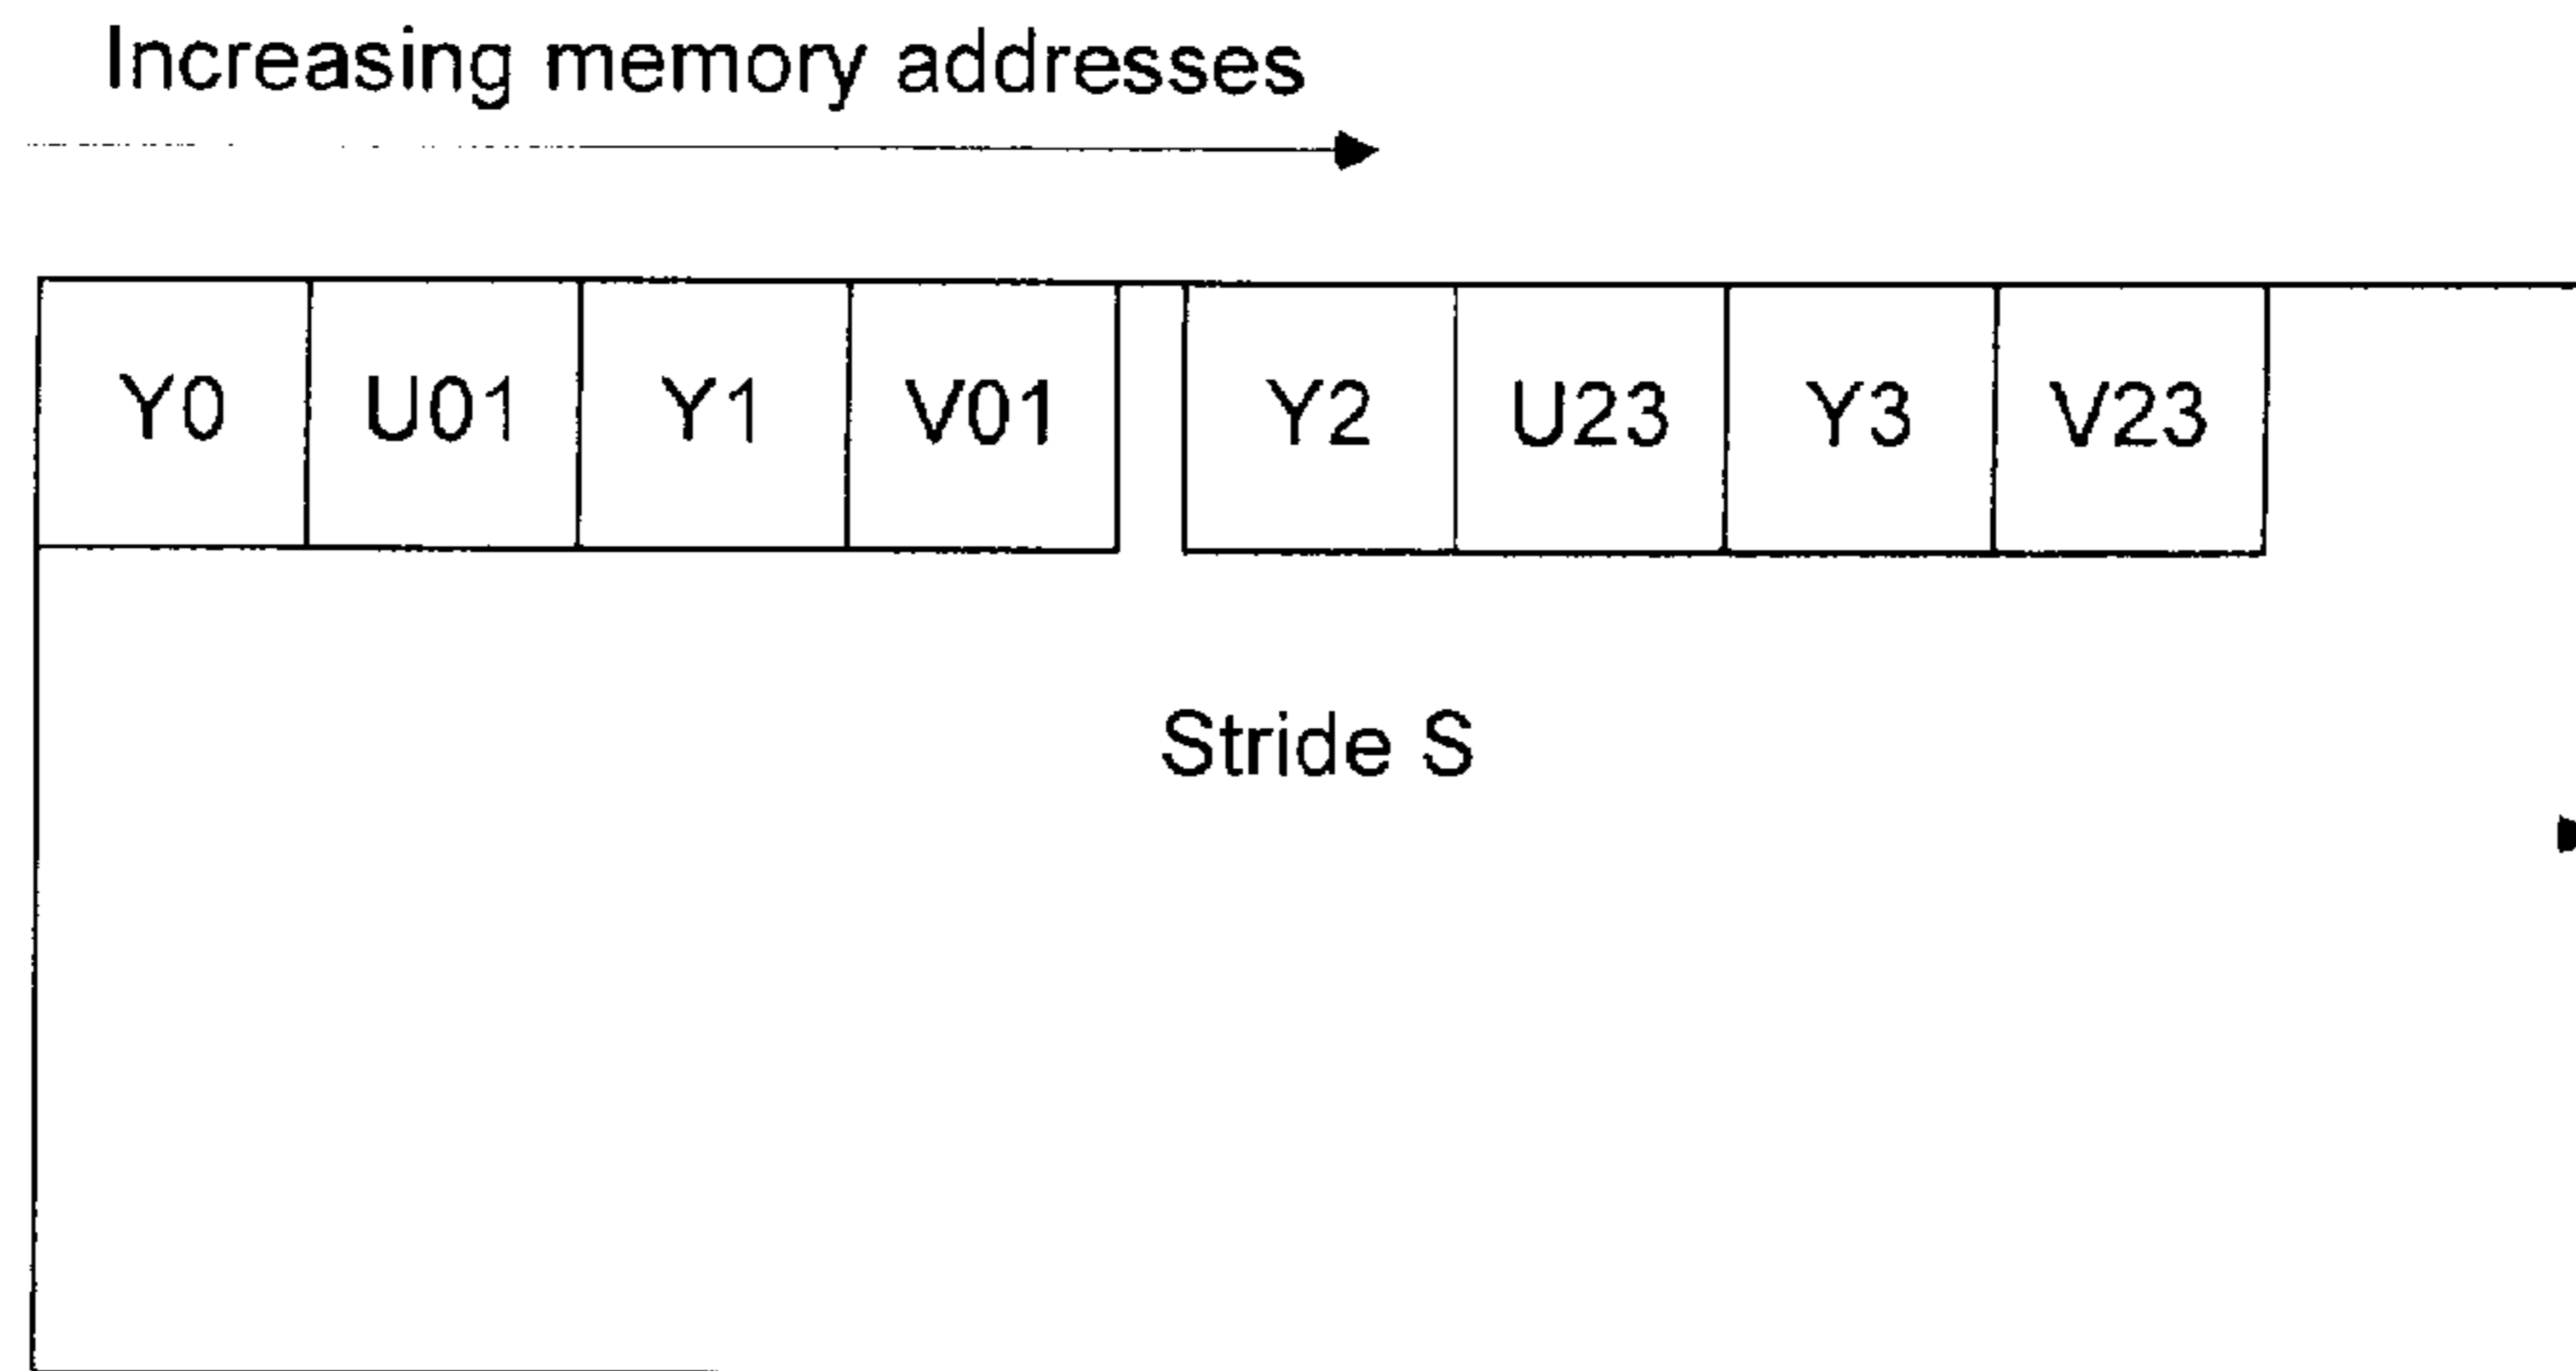 Increasing memory addresses
Y0 U01 Y1 V01 Y2 U23 Y3 V23
Stride S